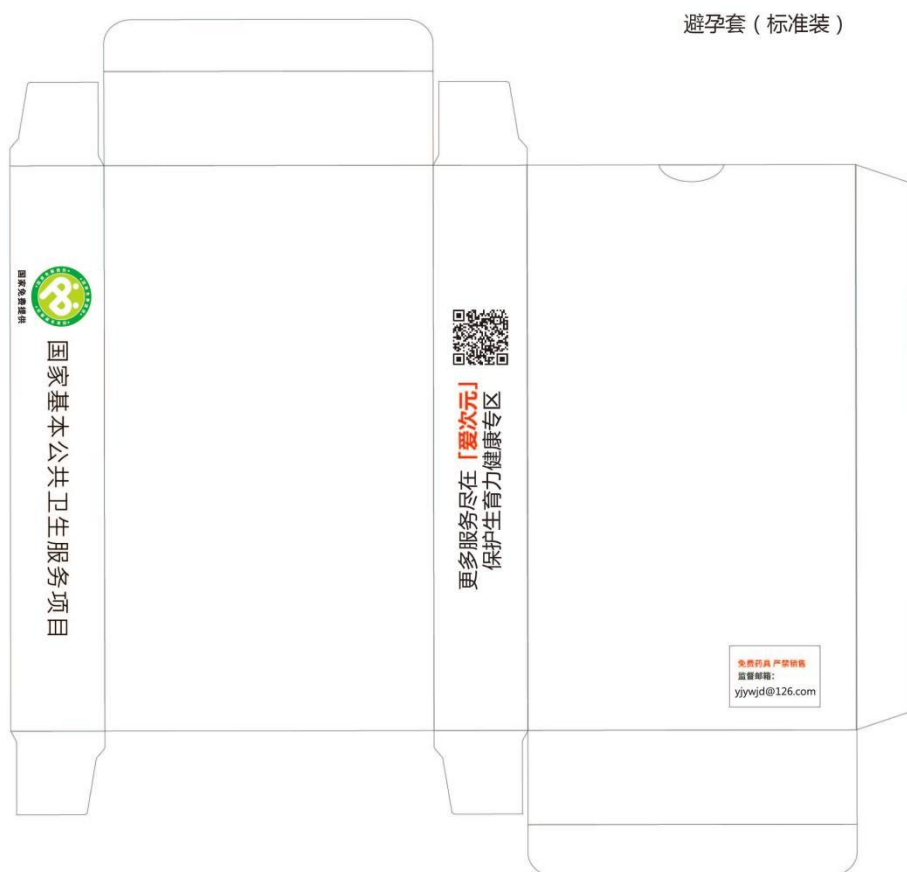 避孕套（标准装）
国家免费提供
国家基本公共卫生服务项目
更多服务尽在「爱次元」
保护生育力健康专区
免费药具 严禁销售
监督邮箱：
yjywjd@126.com